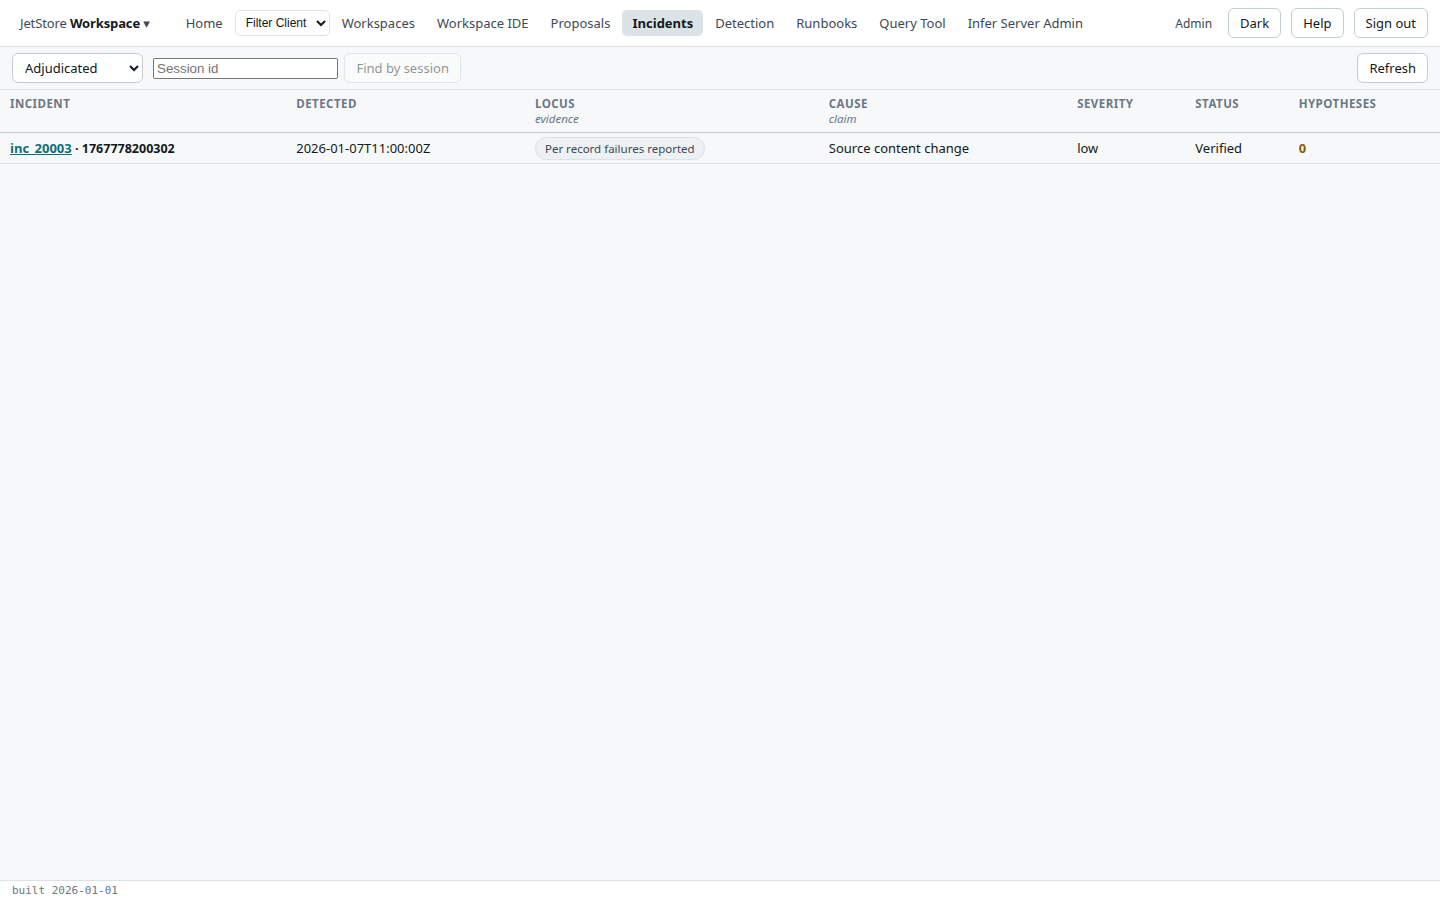 JetStore Workspace ▾ Home Filter Client Workspaces Workspace IDE Proposals Incidents Detection Runbooks Query Tool Infer Server Admin Admin Dark Help Sign out
Adjudicated Session id Find by session Refresh
INCIDENT DETECTED LOCUS CAUSE SEVERITY STATUS HYPOTHESES
evidence claim
inc_20003 · 1767778200302 2026-01-07T11:00:00Z Per record failures reported Source content change low Verified 0
built 2026-01-01